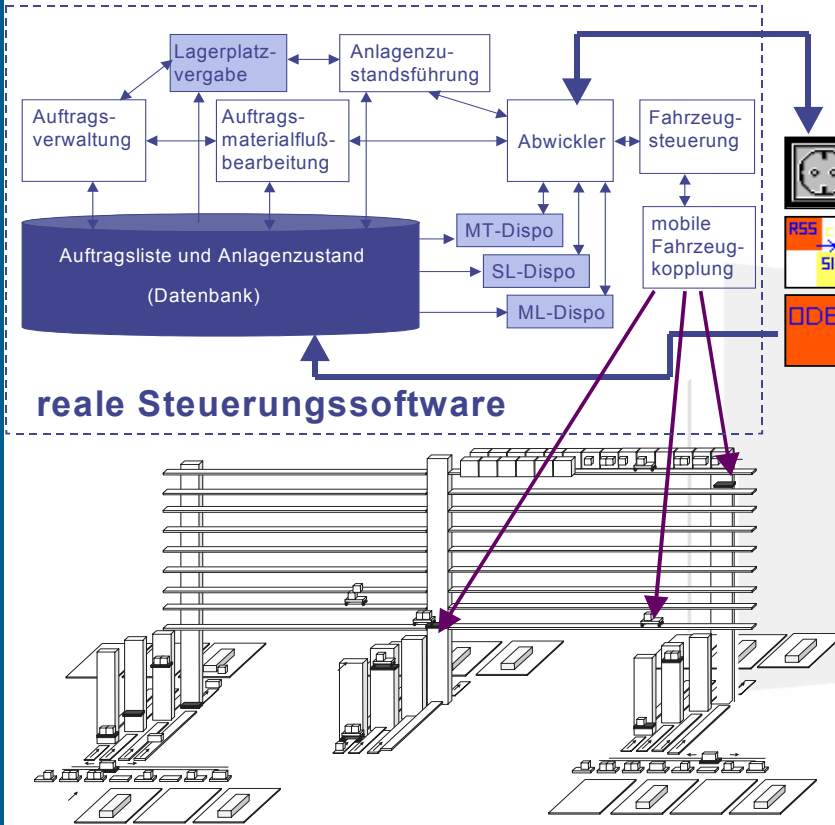 Lagerplatz-
vergabe
Anlagenzu-
standsführung
Auftrags-
verwaltung
Auftrags-
materialfluß-
bearbeitung
Abwickler
Fahrzeug-
steuerung
MT-Dispo
SL-Dispo
ML-Dispo
mobile
Fahrzeug-
kopplung
Auftragsliste und Anlagenzustand
(Datenbank)
RSS
reale Steuerungssoftware